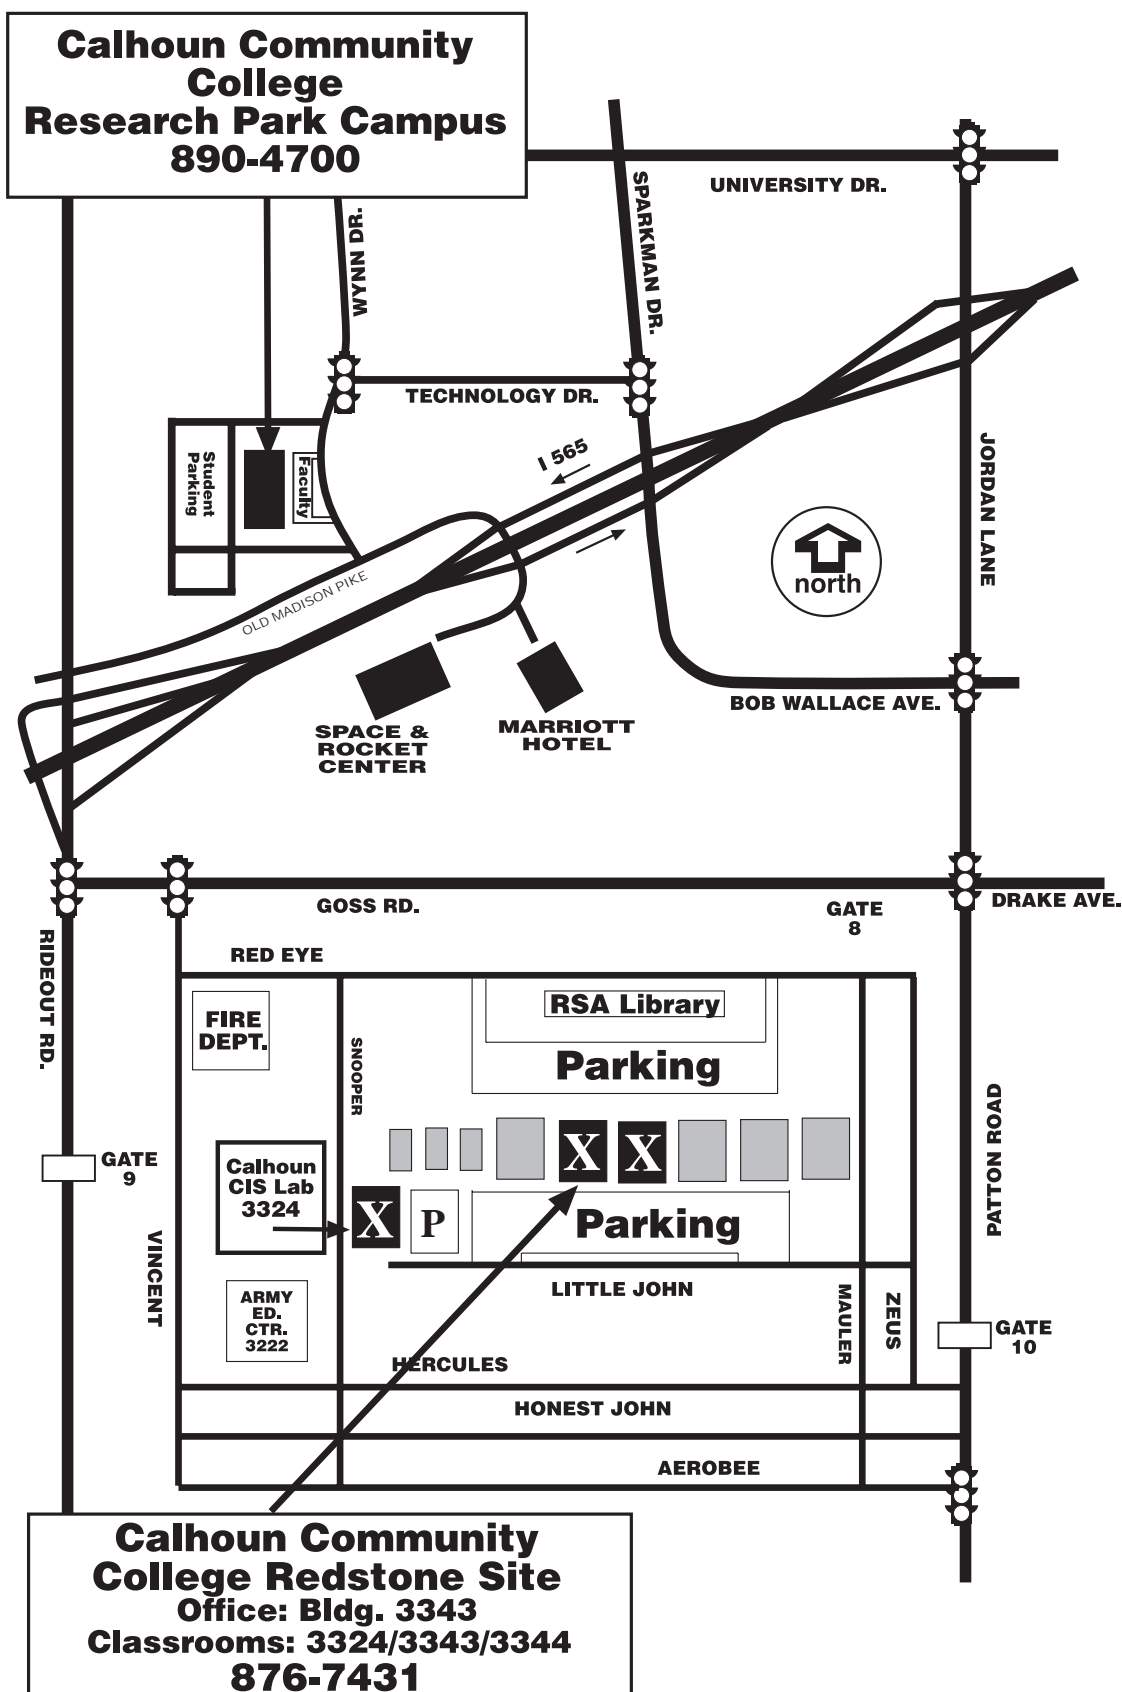 Calhoun Community
College
Research Park Campus
890-4700
UNIVERSITY DR.
WYNN DR.
SPARKMAN DR.
TECHNOLOGY DR.
I 565
Student
Parking
Faculty
JORDAN LANE
north
OLD MADISON PIKE
BOB WALLACE AVE.
SPACE &
ROCKET
CENTER
MARRIOTT
HOTEL
GOSS RD.
GATE
8
DRAKE AVE.
RIDEOUT RD.
RED EYE
FIRE
DEPT.
RSA Library
Parking
SNOOPER
PATTON ROAD
X X
GATE
9
Calhoun
CIS Lab
3324
X
P
Parking
VINCENT
LITTLE JOHN
ARMY
ED.
CTR.
3222
MAULER
ZEUS
GATE
10
HERCULES
HONEST JOHN
AEROBEE
Calhoun Community
College Redstone Site
Office: Bldg. 3343
Classrooms: 3324/3343/3344
876-7431